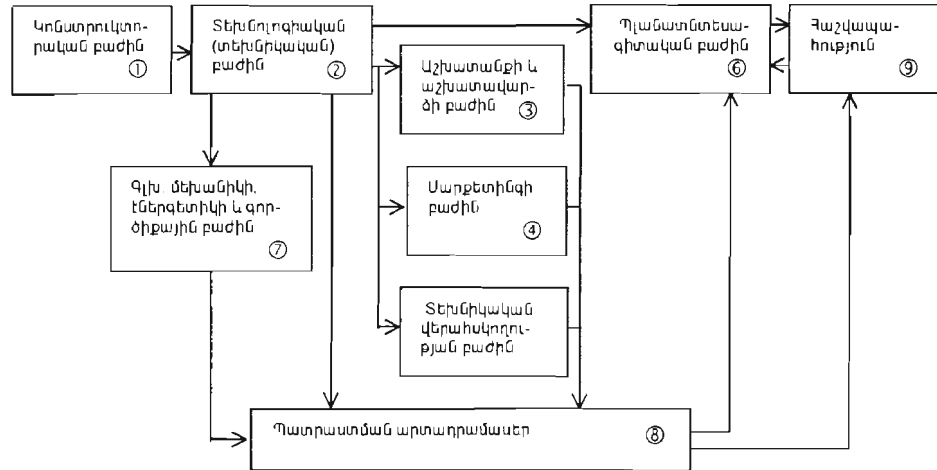 Կոնստրուկտո-
րական բաժին
①
Տեխնոլոգիական
(տեխնիկական)
բաժին
②
Պլանատնտեսա-
գիտական բաժին
⑥
Հաշվապա-
հություն
⑨
Աշխատանքի և
աշխատավար-
ձի բաժին
③
Գլխ. մեխանիկի,
էներգետիկի և գոր-
ծիքային բաժին
⑦
Մարքեթինգի
բաժին
④
Տեխնիկական
վերահսկողու-
թյան բաժին
Պատրաստման արտադրամասեր
⑧